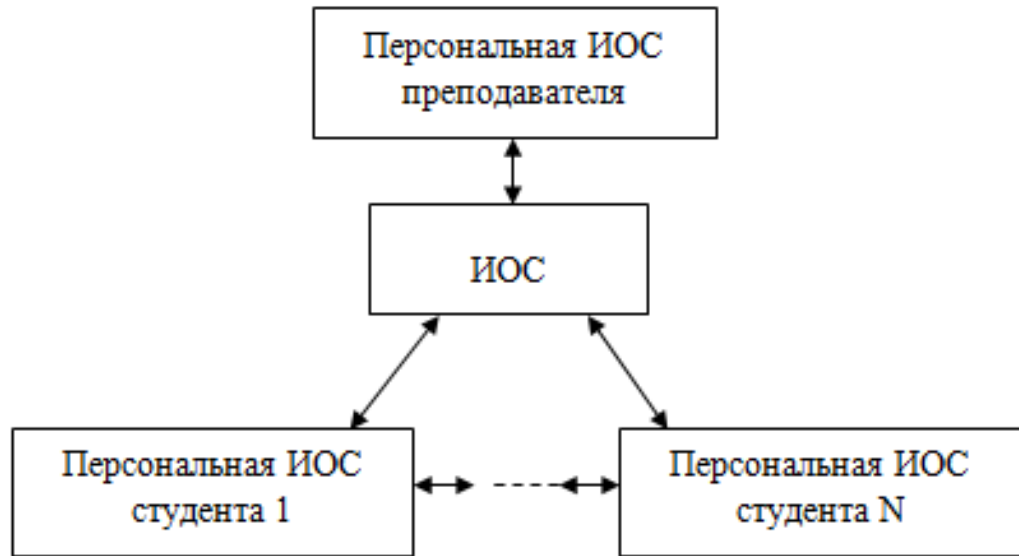 Персональная ИОС
преподавателя
ИОС
Персональная ИОС
студента 1
Персональная ИОС
студента N